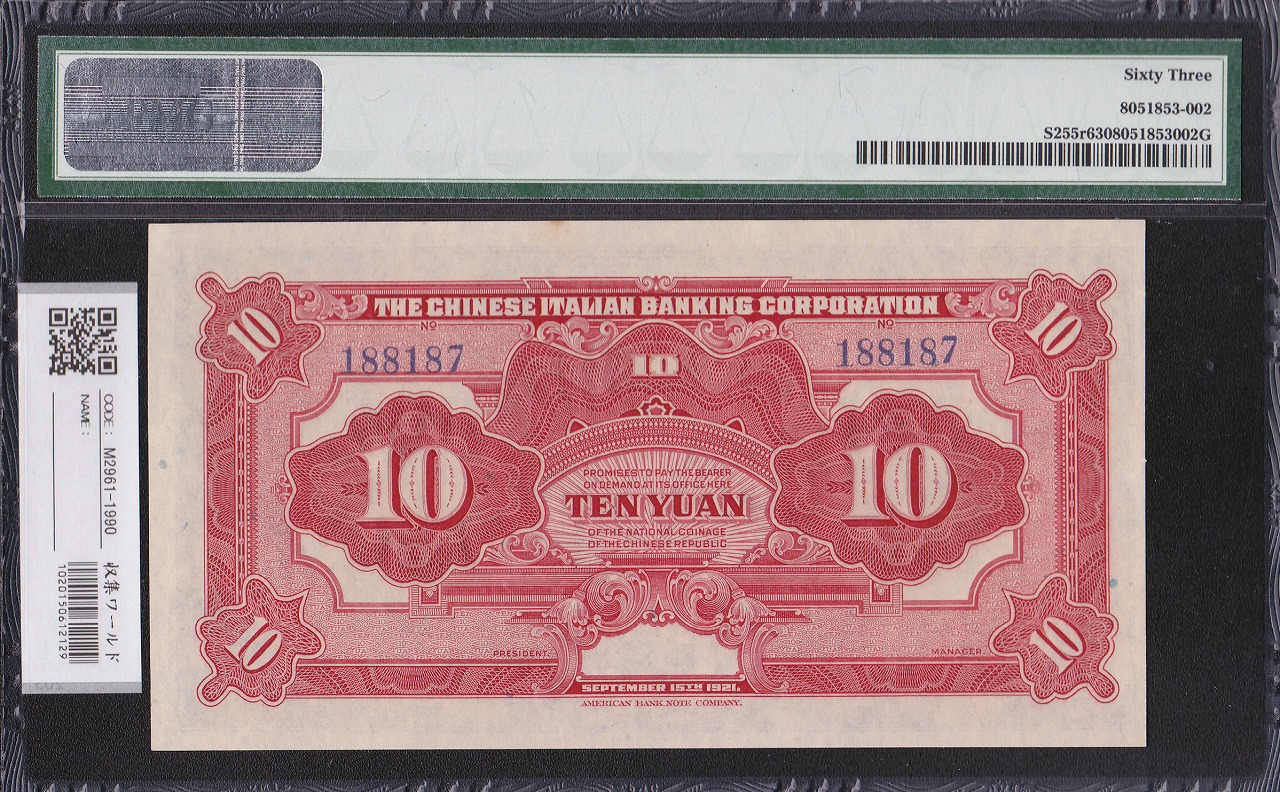 Sixty Three
8051853-002
S255r6308051853002G
THE CHINESE ITALIAN BANKING CORPORATION
10
10
Nº
Nº
188187
188187
10
10
10
PROMISES TO PAY THE BEARER
ON DEMAND AT ITS OFFICE HERE
TEN YUAN
OF THE NATIONAL COINAGE
OF THE CHINESE REPUBLIC
10
10
PRESIDENT.
MANAGER.
SEPTEMBER 15TH 1921.
AMERICAN BANK NOTE COMPANY.
CODE: M2961-1990
NAME:
収集ワールド
1020150612129